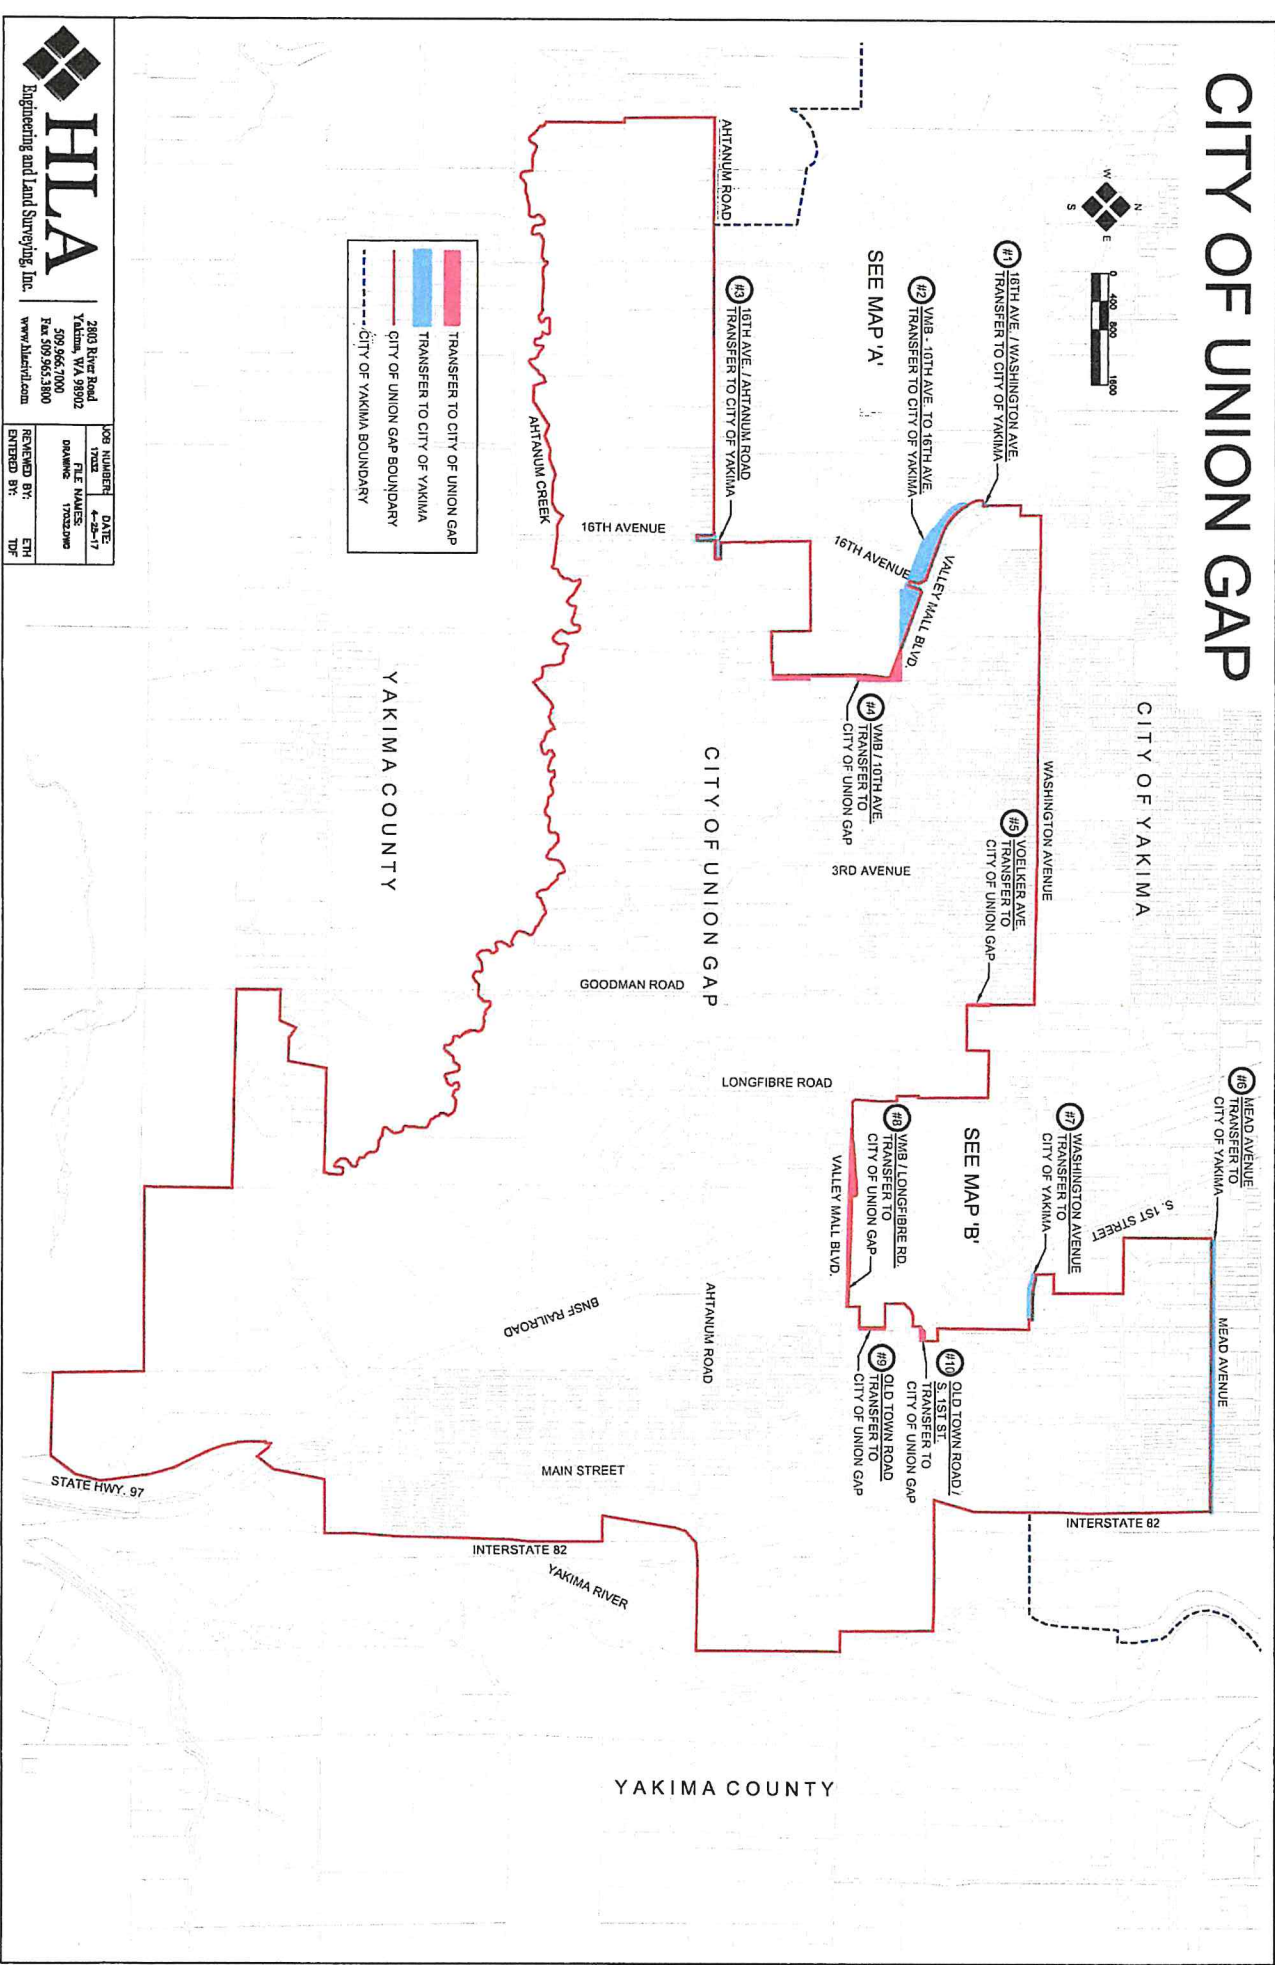 CITY OF UNION GAP
N
W
E
S
0 400 800 1600
#1
16TH AVE. / WASHINGTON AVE.
TRANSFER TO CITY OF YAKIMA
#2
VMB - 10TH AVE. TO 16TH AVE.
TRANSFER TO CITY OF YAKIMA
SEE MAP 'A'
#3
16TH AVE. / AHTANUM ROAD
TRANSFER TO CITY OF YAKIMA
AHTANUM ROAD
16TH AVENUE
VALLEY MALL BLVD.
16TH AVENUE
#4
VMB / 10TH AVE.
TRANSFER TO
CITY OF UNION GAP
CITY OF YAKIMA
WASHINGTON AVENUE
#5
VOELKER AVE.
TRANSFER TO
CITY OF UNION GAP
3RD AVENUE
CITY OF UNION GAP
GOODMAN ROAD
LONGFIBRE ROAD
#6
MEAD AVENUE
TRANSFER TO
CITY OF YAKIMA
MEAD AVENUE
#7
WASHINGTON AVENUE
TRANSFER TO
CITY OF YAKIMA
S. 1ST STREET
SEE MAP 'B'
#8
VMB / LONGFIBRE RD.
TRANSFER TO
CITY OF UNION GAP
VALLEY MALL BLVD.
#9
OLD TOWN ROAD
TRANSFER TO
CITY OF UNION GAP
#10
OLD TOWN ROAD /
S. 1ST ST.
TRANSFER TO
CITY OF UNION GAP
AHTANUM ROAD
BNSF RAILROAD
MAIN STREET
INTERSTATE 82
INTERSTATE 82
YAKIMA RIVER
STATE HWY. 97
YAKIMA COUNTY
YAKIMA COUNTY
AHTANUM CREEK
TRANSFER TO CITY OF UNION GAP
TRANSFER TO CITY OF YAKIMA
CITY OF UNION GAP BOUNDARY
CITY OF YAKIMA BOUNDARY
HLA
Engineering and Land Surveying, Inc.
2803 River Road
Yakima, WA 98902
509.966.7000
Fax 509.965.3800
www.hlacivil.com
JOB NUMBER: DATE:
17032 4-25-17
FILE NAMES:
DRAWING: 17032.DWG
REVIEWED BY: ETH
ENTERED BY: TDF